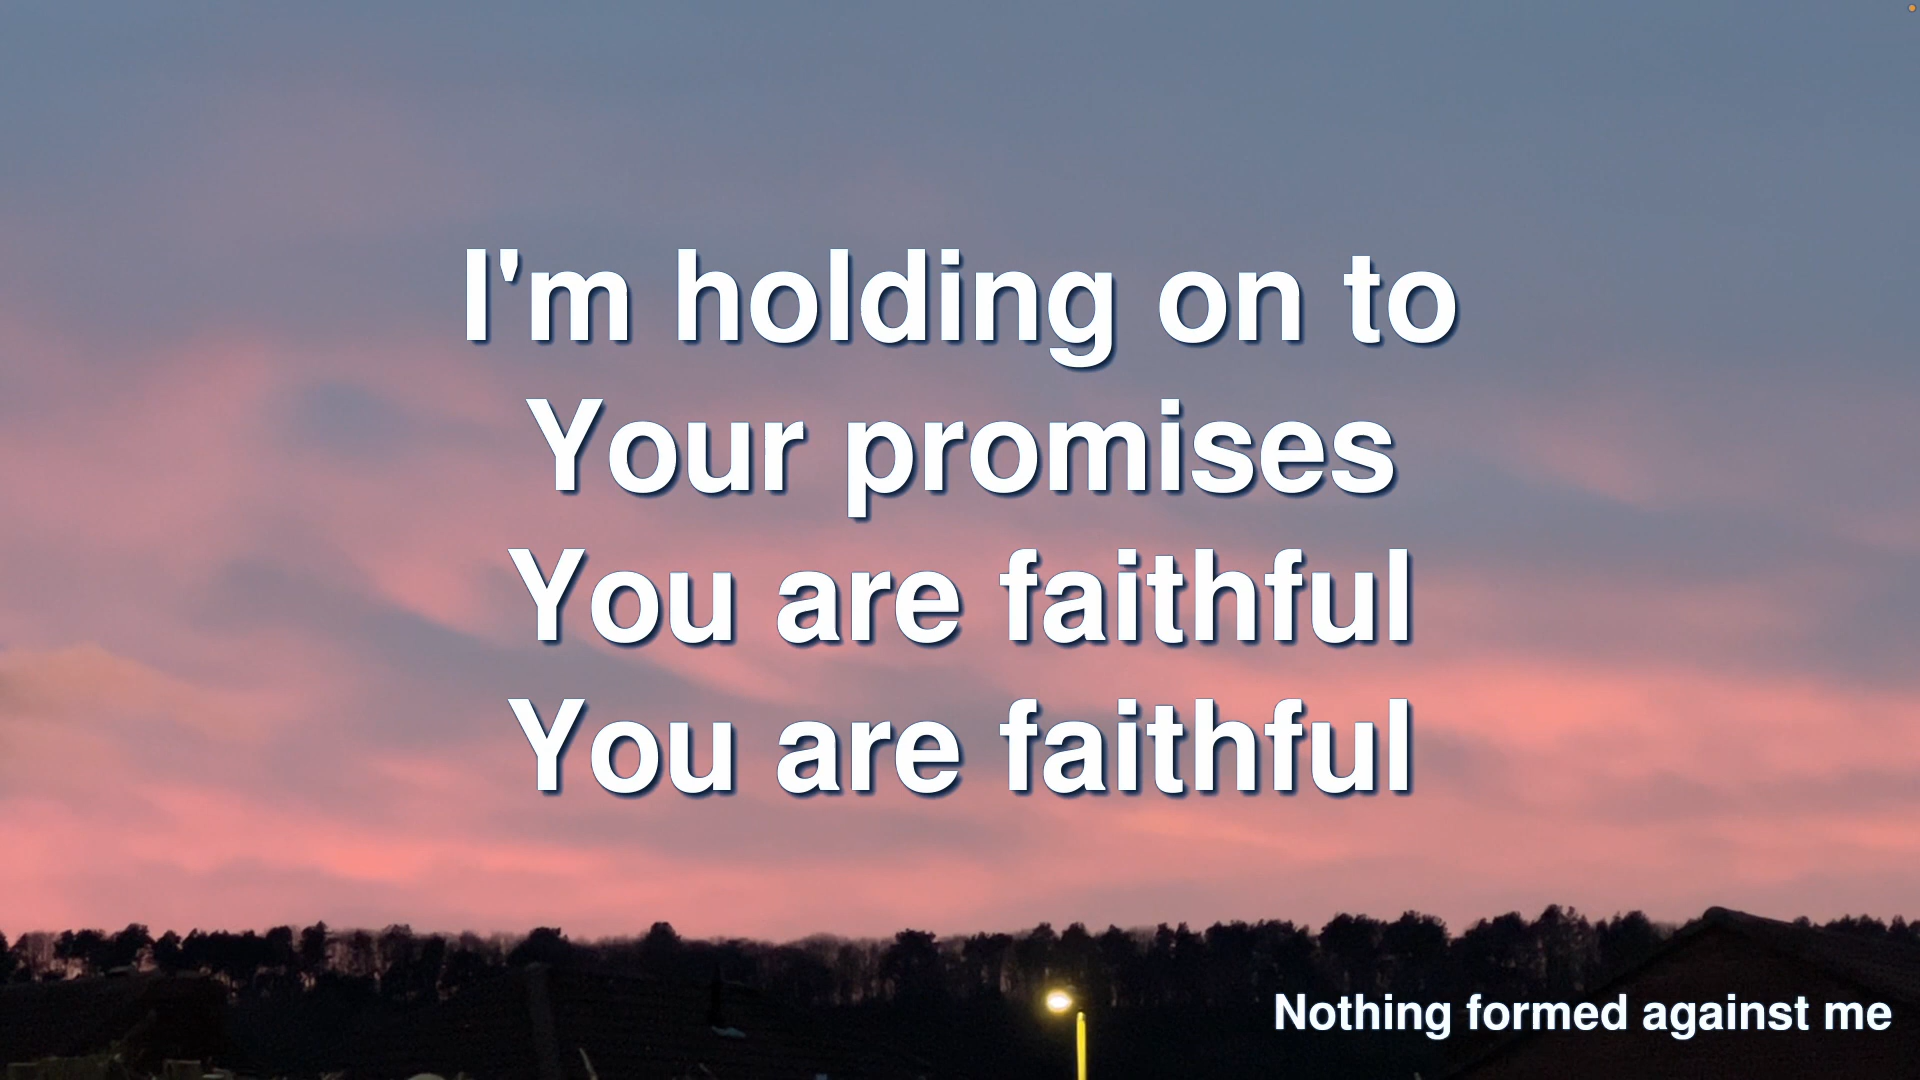 I'm holding on to
Your promises
You are faithful
You are faithful
Nothing formed against me